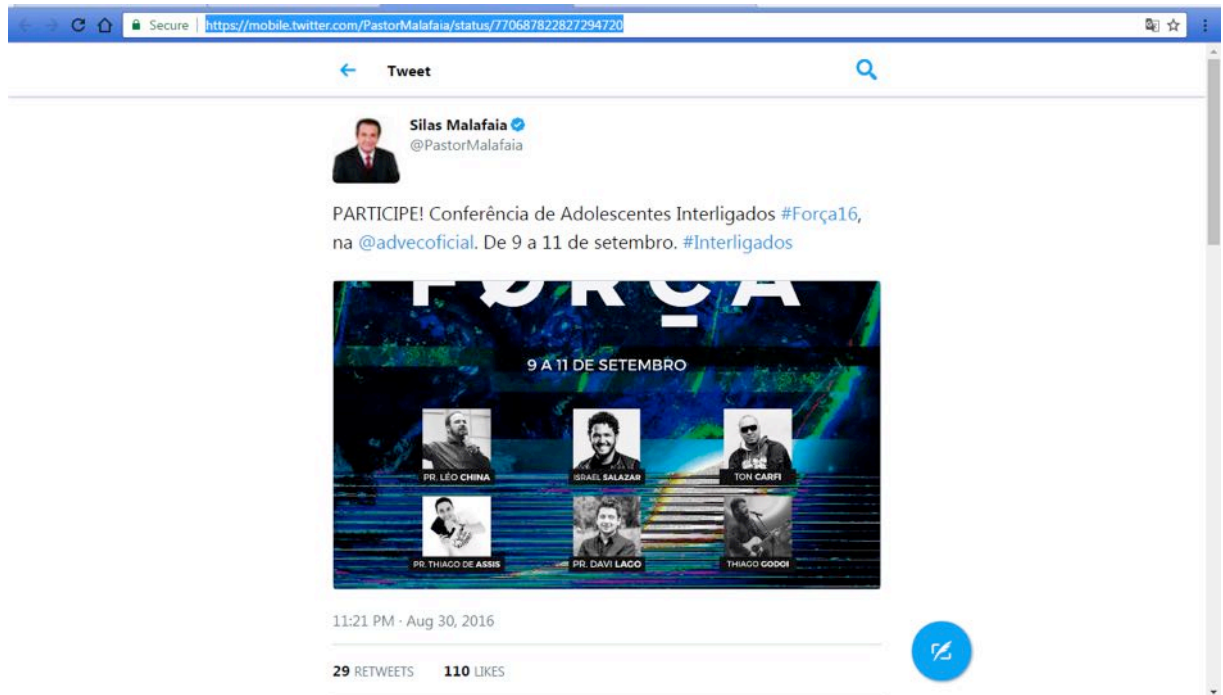 Secure | https://mobile.twitter.com/PastorMalafaia/status/770687822827294720
Tweet
Silas Malafaia
@PastorMalafaia
PARTICIPE! Conferência de Adolescentes Interligados #Força16,
na @advecoficial. De 9 a 11 de setembro. #Interligados
FØRÇA
9 A 11 DE SETEMBRO
PR. LÉO CHINA
ISRAEL SALAZAR
TON CARFI
PR. THIAGO DE ASSIS
PR. DAVI LAGO
THIAGO GODOI
11:21 PM · Aug 30, 2016
29 RETWEETS 110 LIKES